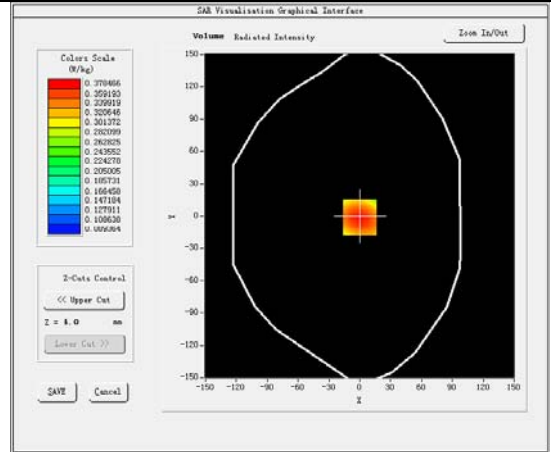 SAR Visualisation Graphical Interface
Volume Radiated Intensity
Zoom In/Out
Colors Scale
(W/kg)
0.378466
0.359193
0.339919
0.320646
0.301372
0.282099
0.262825
0.243552
0.224278
0.205005
0.185731
0.166458
0.147184
0.127911
0.108638
0.089364
150
120
90
60
30
0
-30
-60
-90
-120
-150
Y
-150 -120 -90 -60 -30 0 30 60 90 120 150
X
Z-Cuts Control
<< Upper Cut
Z = 4.0 mm
Lower Cut >>
SAVE
Cancel